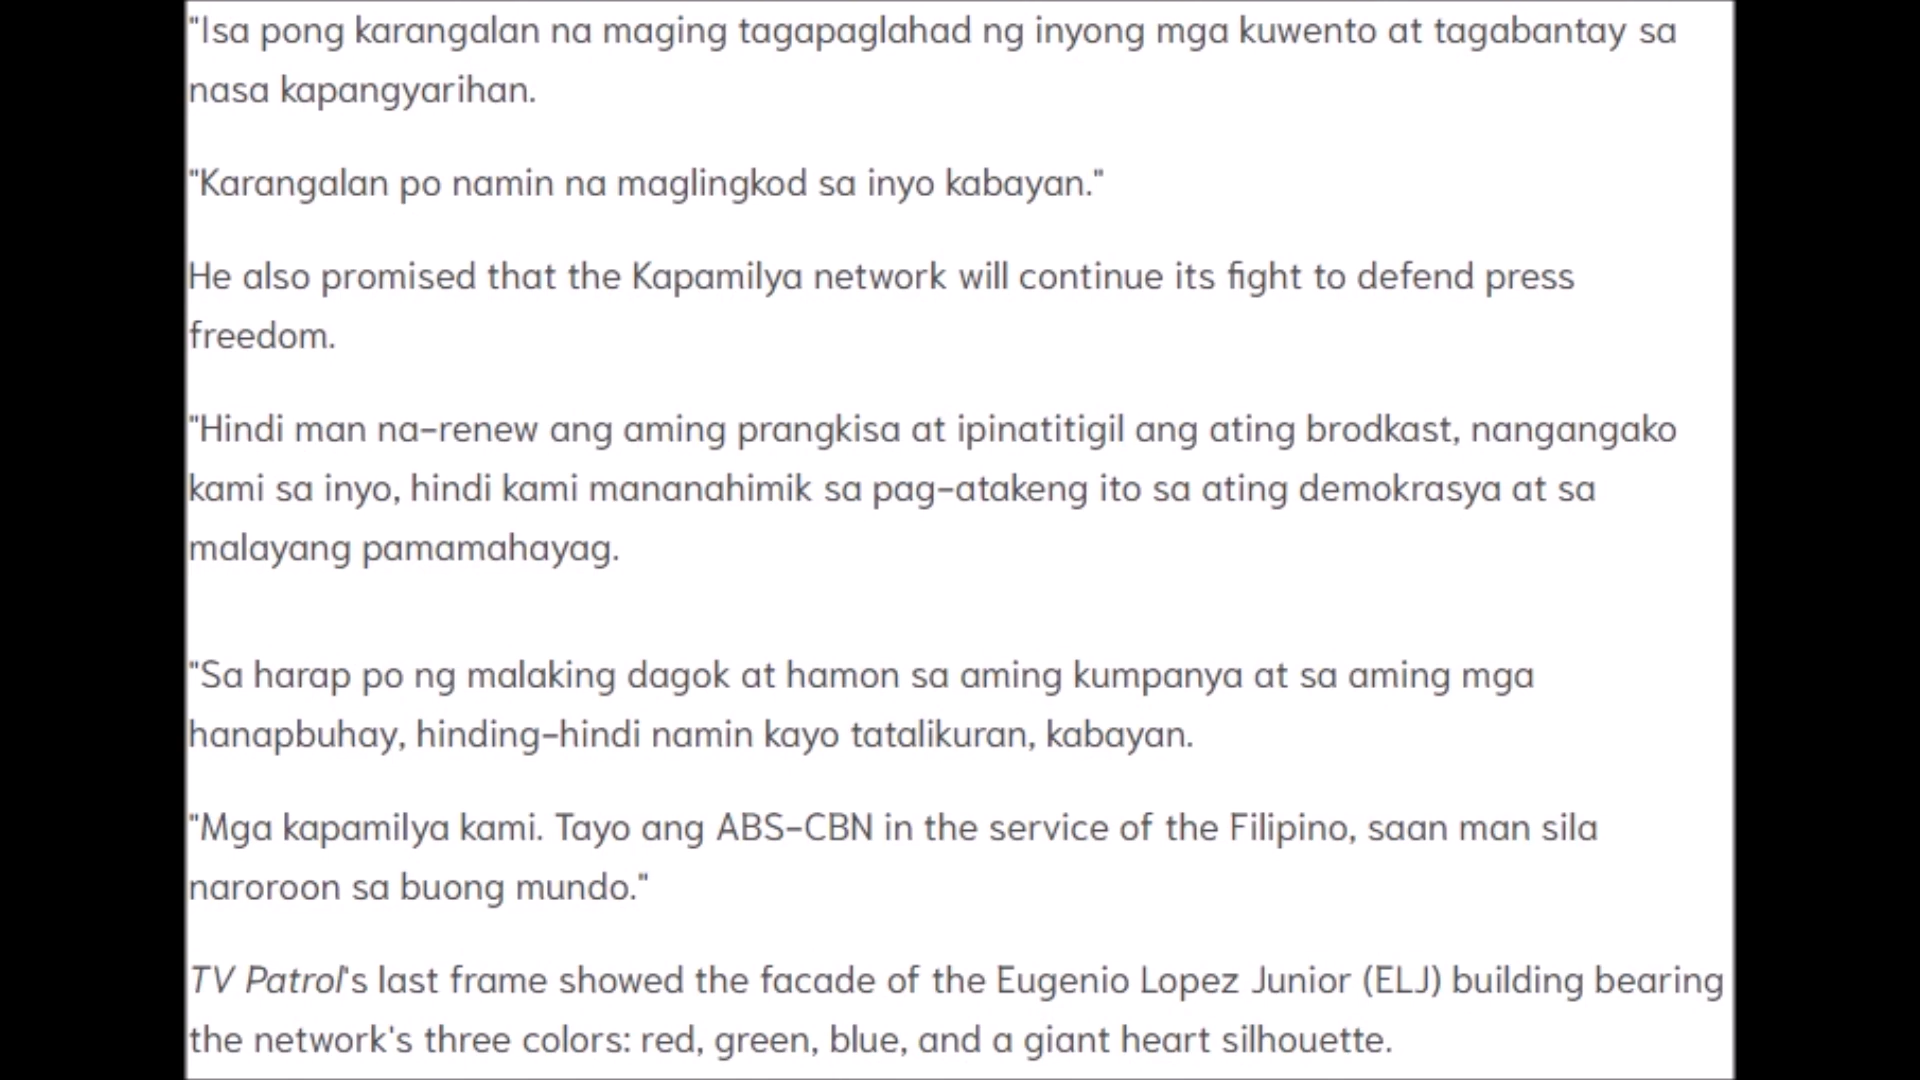 "Isa pong karangalan na maging tagapaglahad ng inyong mga kuwento at tagabantay sa
nasa kapangyarihan.
"Karangalan po namin na maglingkod sa inyo kabayan."
He also promised that the Kapamilya network will continue its fight to defend press
freedom.
"Hindi man na-renew ang aming prangkisa at ipinatitigil ang ating brodkast, nangangako
kami sa inyo, hindi kami mananahimik sa pag-atakeng ito sa ating demokrasya at sa
malayang pamamahayag.
"Sa harap po ng malaking dagok at hamon sa aming kumpanya at sa aming mga
hanapbuhay, hinding-hindi namin kayo tatalikuran, kabayan.
"Mga kapamilya kami. Tayo ang ABS-CBN in the service of the Filipino, saan man sila
naroroon sa buong mundo."
TV Patrol's last frame showed the facade of the Eugenio Lopez Junior (ELJ) building bearing
the network's three colors: red, green, blue, and a giant heart silhouette.